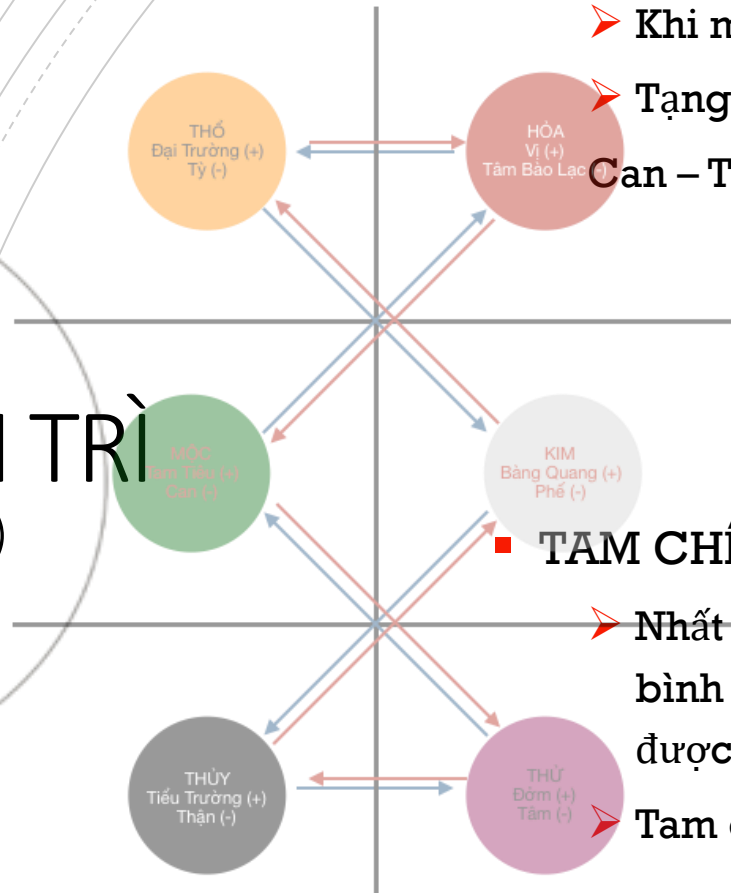 Khi
Tạng
THỔ
Đại Trường (+)
Tỳ (-)
HỎA
Vị (+)
Tâm Bào Lạc (-)
Can –
TRÌ
)
MỘC
Tam Tiêu (+)
Can (-)
KIM
Bàng Quang (+)
Phế (-)
TAM
Nhất
bình
được
THỦY
Tiểu Trường (+)
Thận (-)
THỬ
Đởm (+)
Tâm (-)
Tam